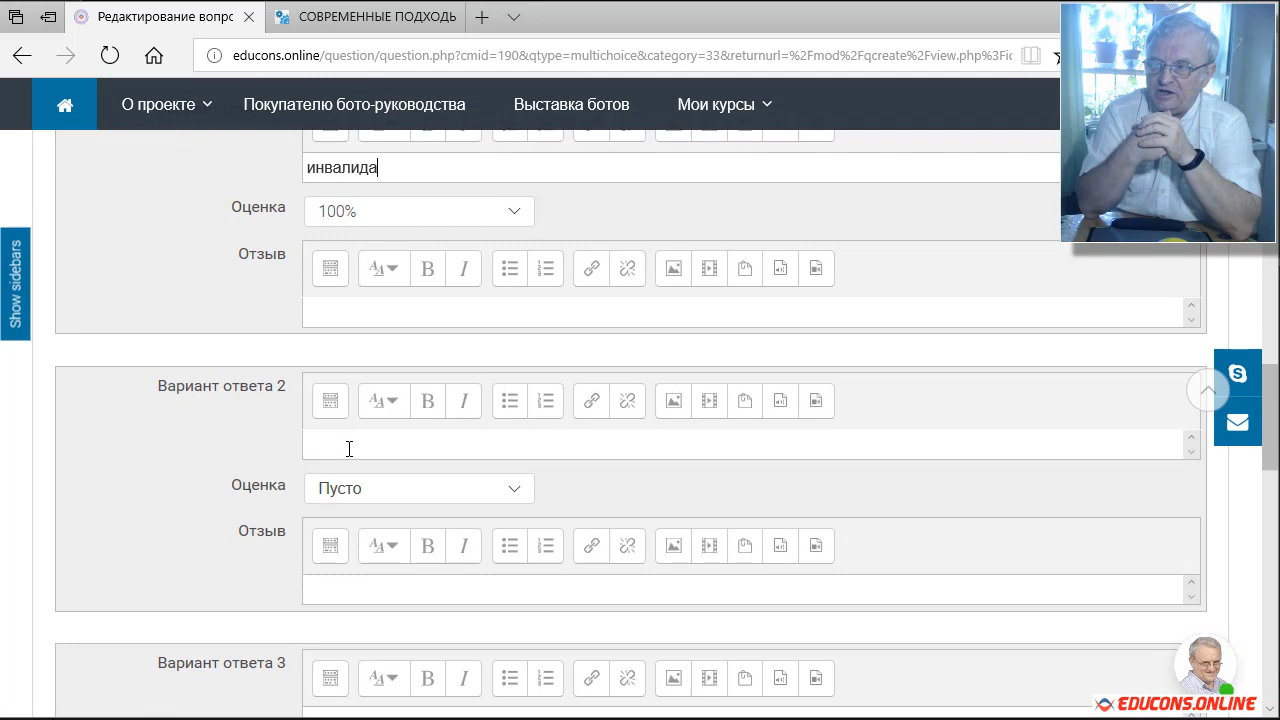 Редактирование вопро
СОВРЕМЕННЫЕ ПОДХОДЬ
educons.online/question/question.php?cmid=190&qtype=multichoice&category=33&returnurl=%2Fmod%2Fqcreate%2Fview.php%3Fic
О проекте
Покупателю бото-руководства
Выставка ботов
Мои курсы
инвалида
Оценка
100%
Отзыв
Show sidebars
Вариант ответа 2
Оценка
Пусто
Отзыв
Вариант ответа 3
EDUCONS.ONLINE